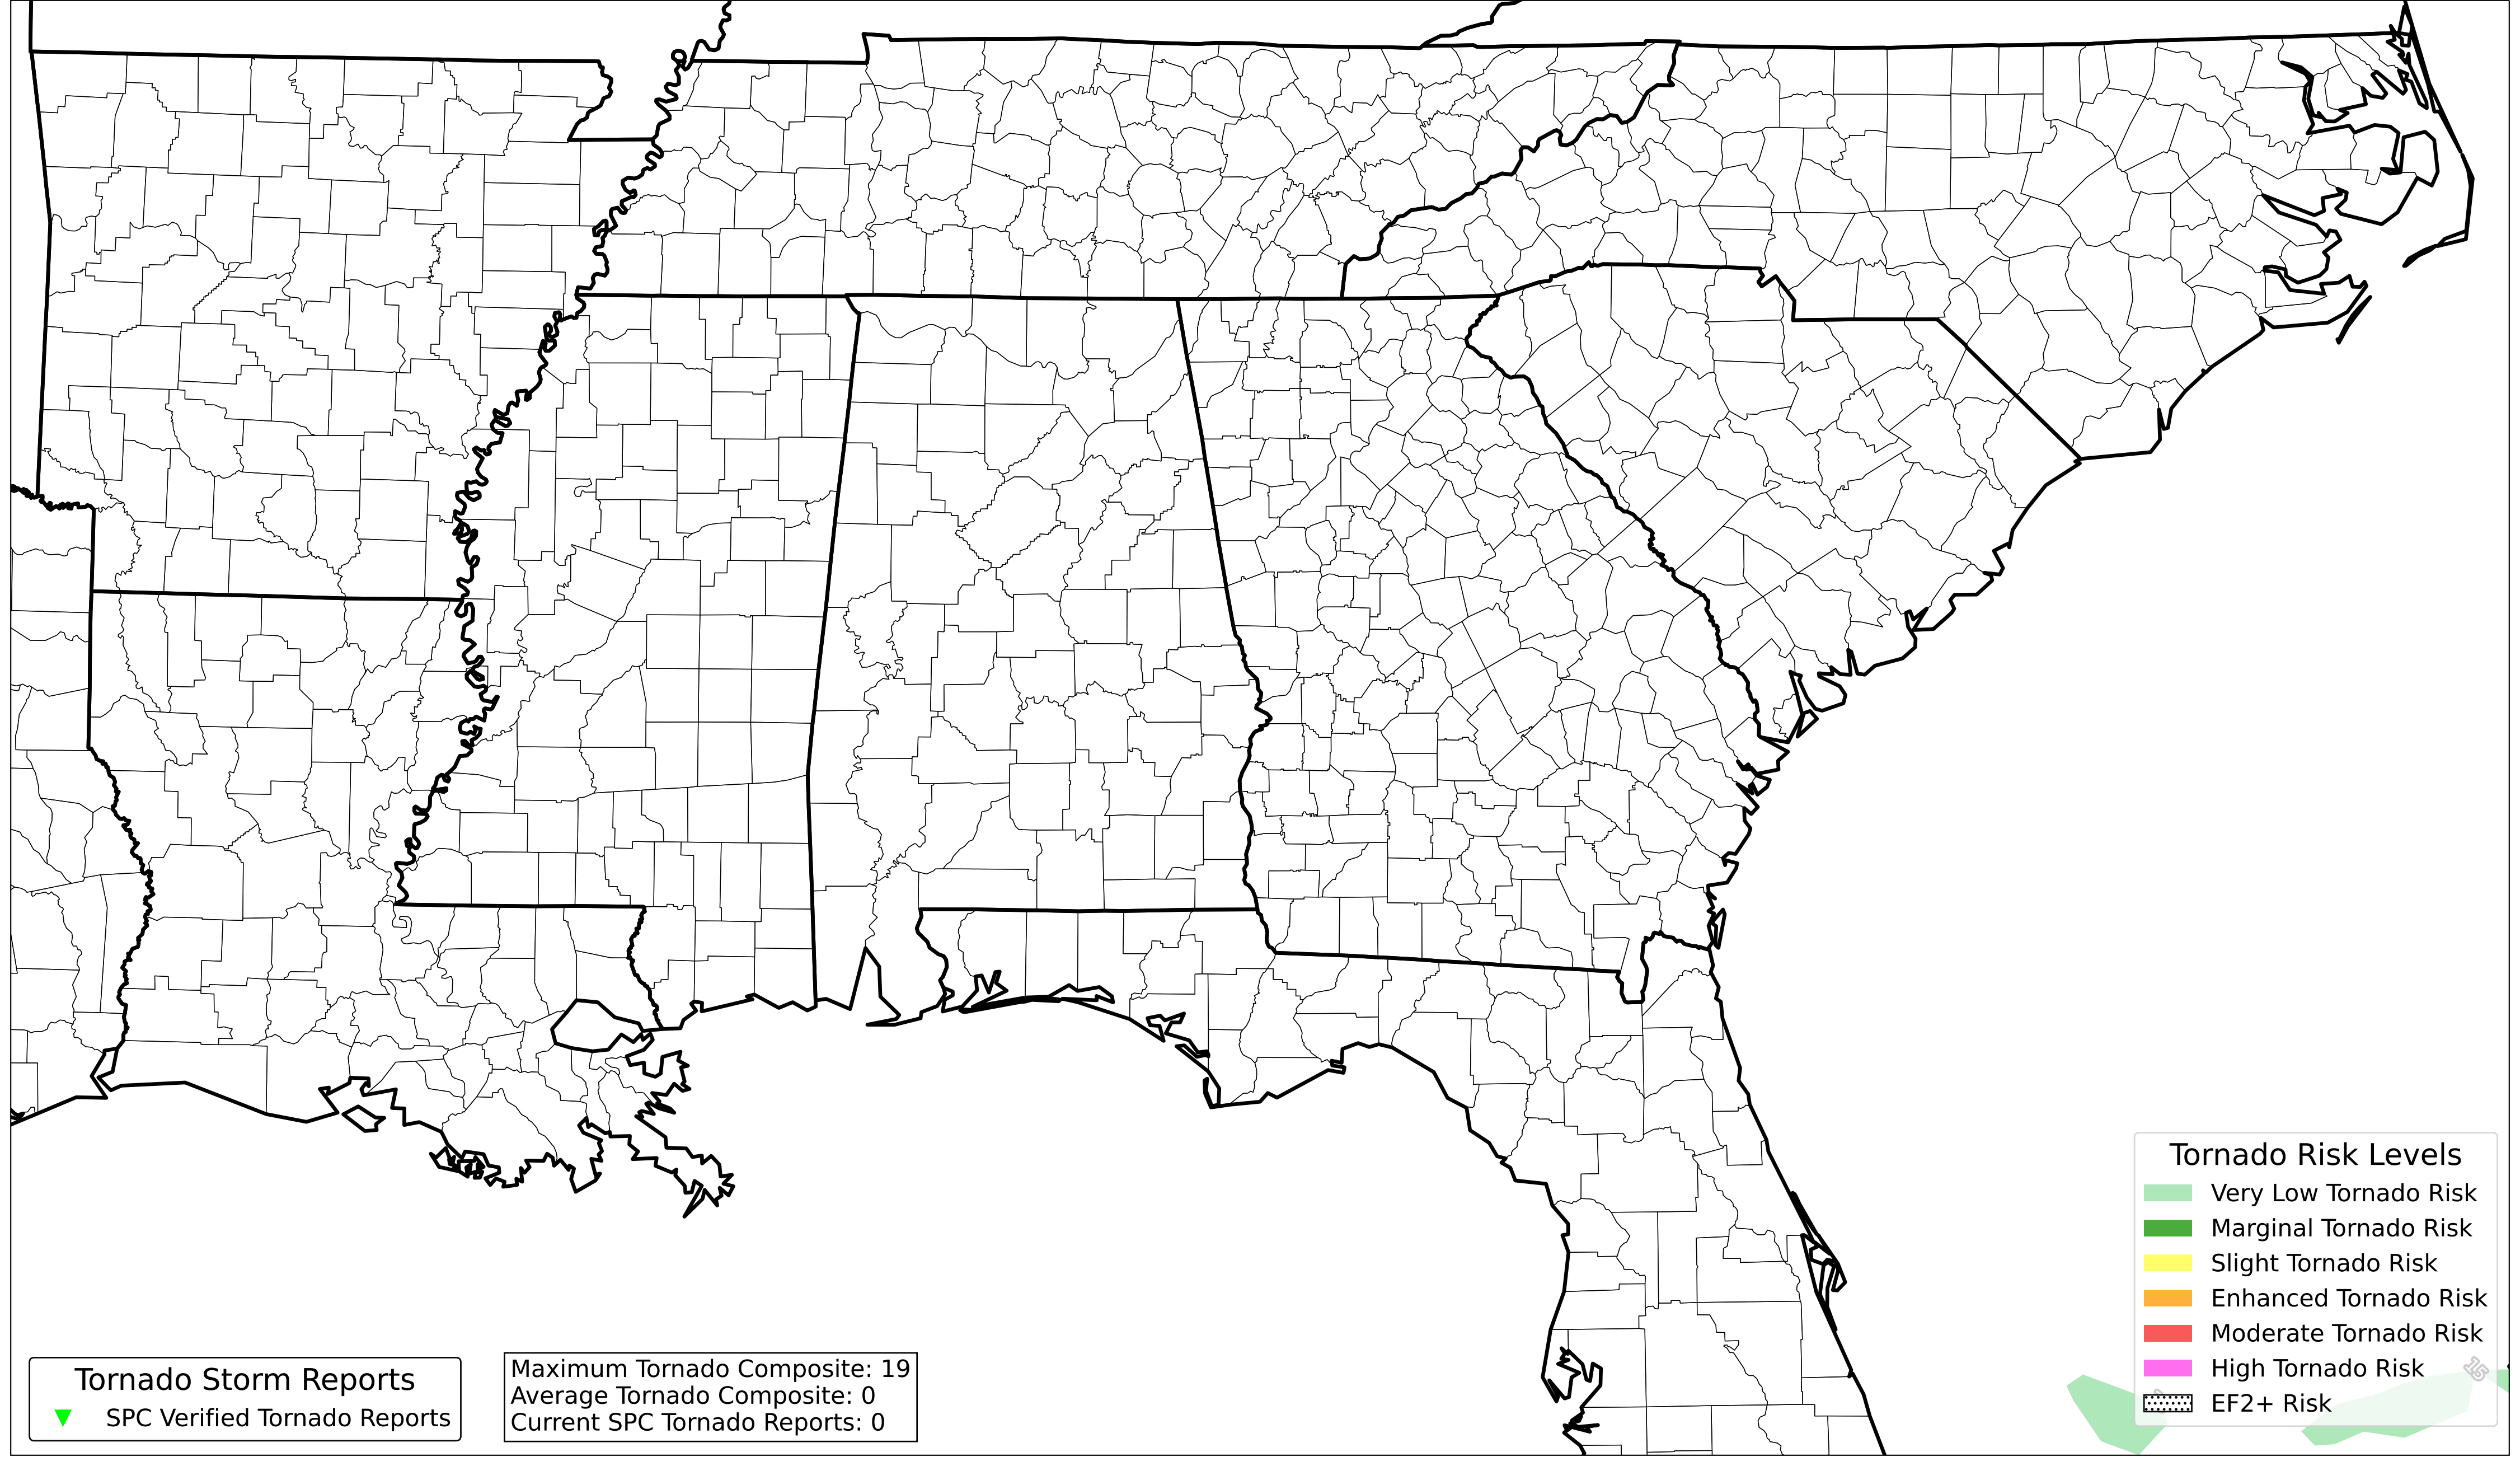 Tornado Risk Levels
Very Low Tornado Risk
Marginal Tornado Risk
Slight Tornado Risk
Enhanced Tornado Risk
Moderate Tornado Risk
High Tornado Risk
EF2+ Risk
15
Tornado Storm Reports
SPC Verified Tornado Reports
Maximum Tornado Composite: 19
Average Tornado Composite: 0
Current SPC Tornado Reports: 0